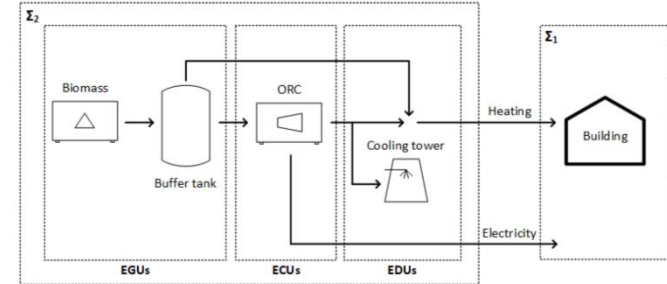 Σ2
Σ1
Biomass
ORC
Heating
Building
Cooling tower
Buffer tank
Electricity
EGUs
ECUs
EDUs